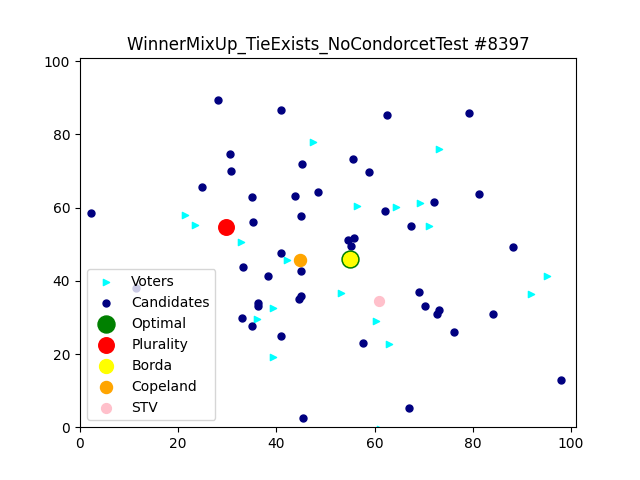 WinnerMixUp_TieExists_NoCondorcetTest #8397
100
80
60
40
20
0
Voters
Candidates
Optimal
Plurality
Borda
Copeland
STV
0 20 40 60 80 100